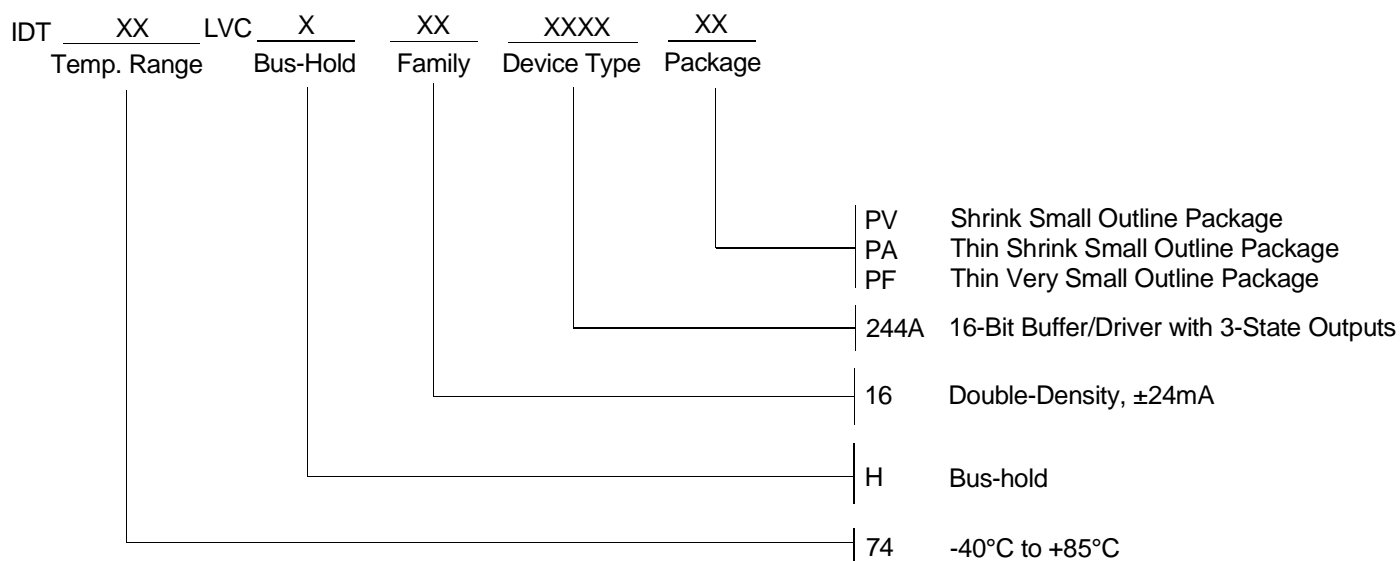 IDT XX LVC X XX XXXX XX
Temp. Range Bus-Hold Family Device Type Package
PV Shrink Small Outline Package
PA Thin Shrink Small Outline Package
PF Thin Very Small Outline Package
244A 16-Bit Buffer/Driver with 3-State Outputs
16 Double-Density, ±24mA
H Bus-hold
74 -40°C to +85°C